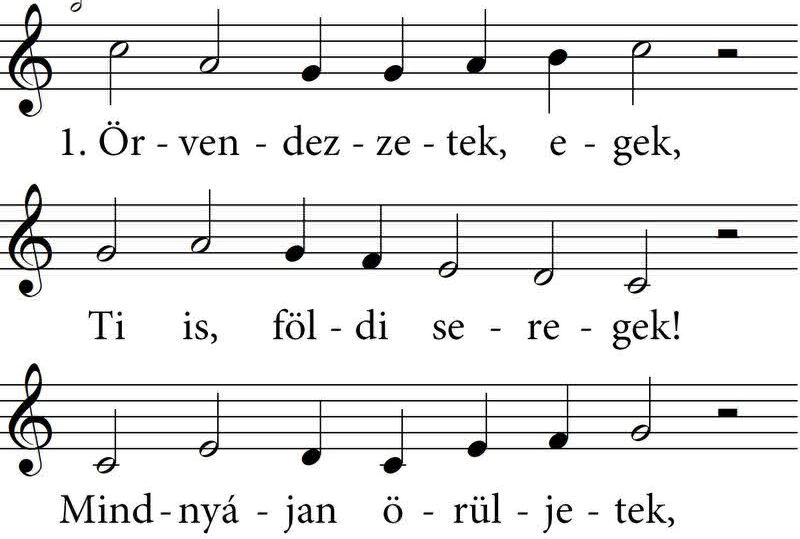 1. Ör - ven - dez - ze - tek, e - gek,
Ti is, föl - di se - re - gek!
Mind - nyá - jan ö - rül - je - tek,